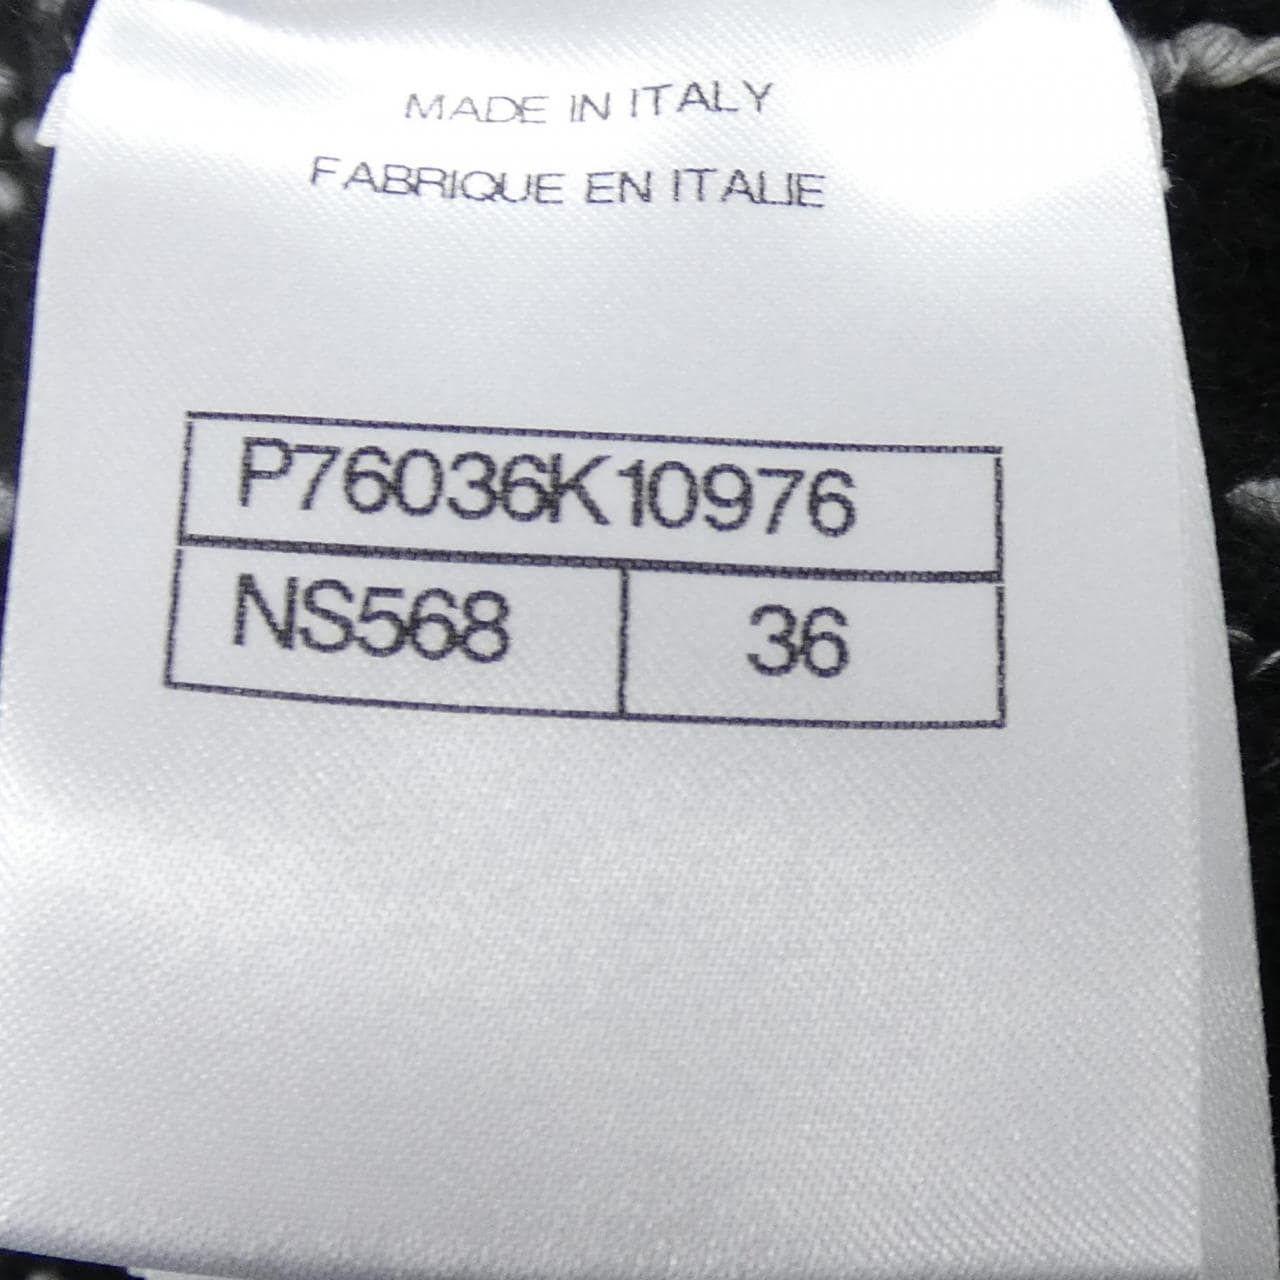 MADE IN ITALY
FABRIQUE EN ITALIE
P76036K10976
NS568 36